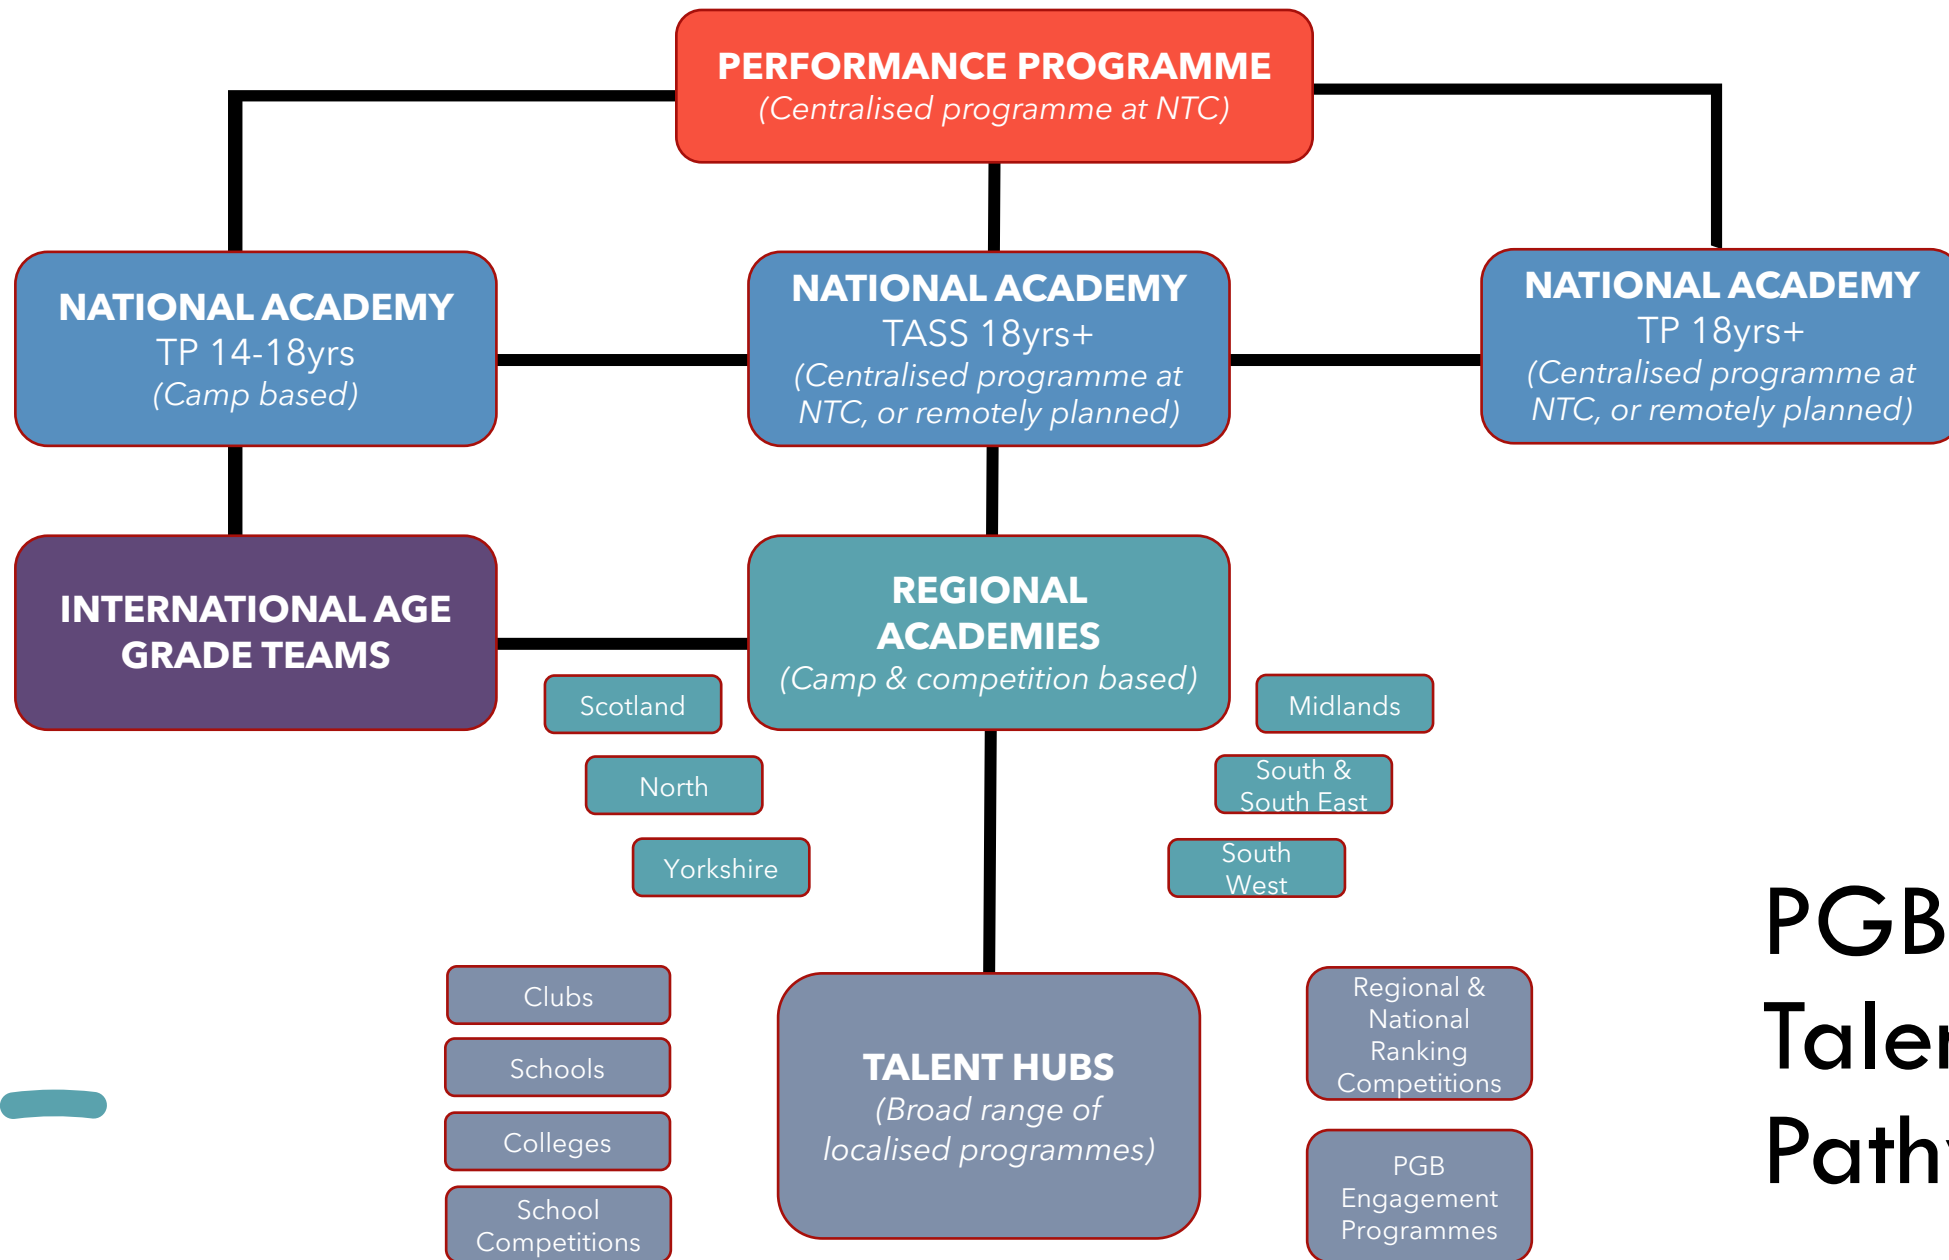 PERFORMANCE PROGRAMME
(Centralised programme at NTC)
NATIONAL ACADEMY
TP 14-18yrs
(Camp based)
NATIONAL ACADEMY
TASS 18yrs+
(Centralised programme at
NTC, or remotely planned)
NATIONAL ACADEMY
TP 18yrs+
(Centralised programme at
NTC, or remotely planned)
INTERNATIONAL AGE
GRADE TEAMS
REGIONAL
ACADEMIES
(Camp & competition based)
Scotland
North
Yorkshire
Midlands
South &
South East
South
West
Clubs
Schools
Colleges
School
Competitions
TALENT HUBS
(Broad range of
localised programmes)
Regional &
National
Ranking
Competitions
PGB
Engagement
Programmes
PGB